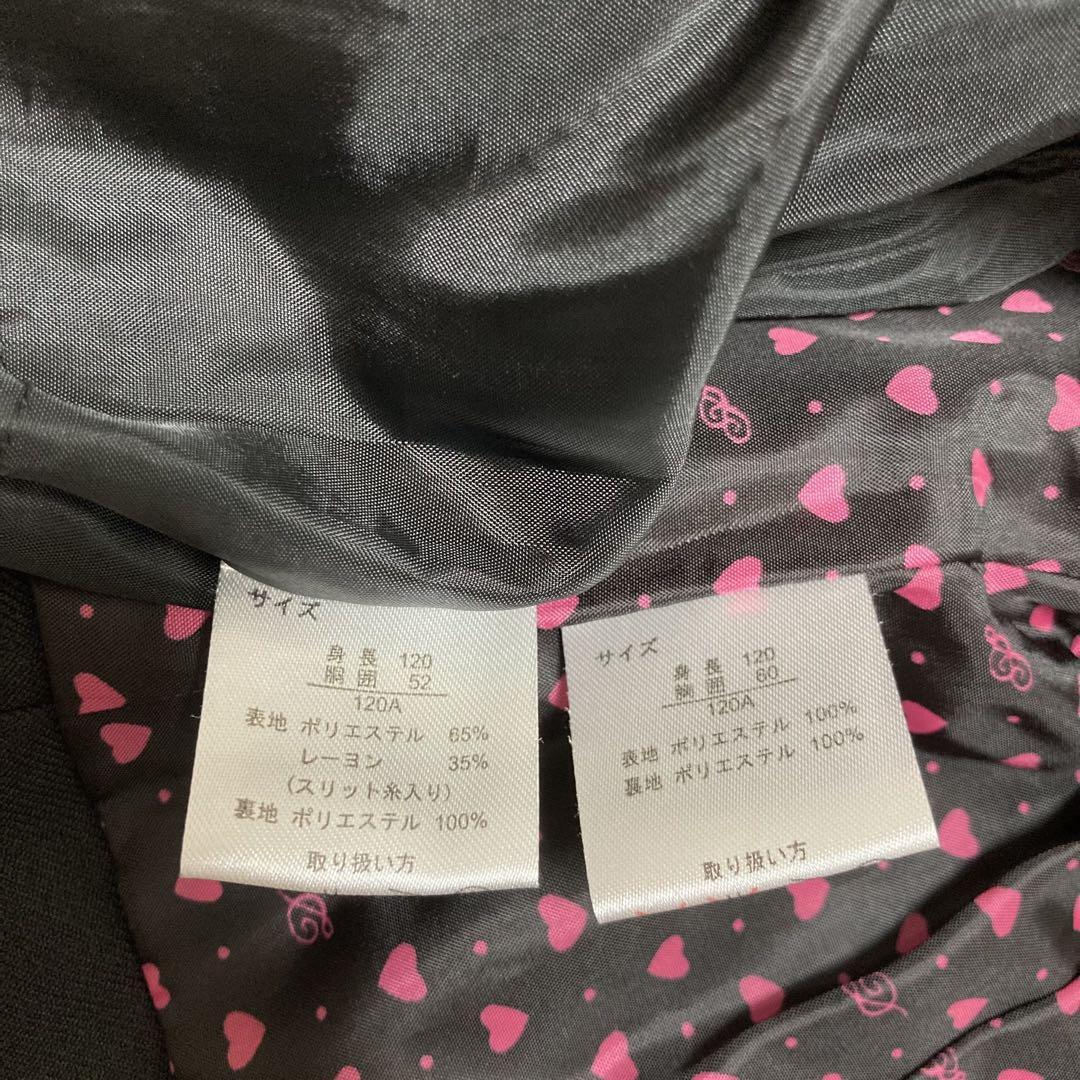 サイズ
身長 120
胸囲 52
120A
表地 ポリエステル 65%
レーヨン 35%
(スリット糸入り)
裏地 ポリエステル 100%
取り扱い方
サイズ
身長 120
胸囲 60
120A
表地 ポリエステル 100%
裏地 ポリエステル 100%
取り扱い方